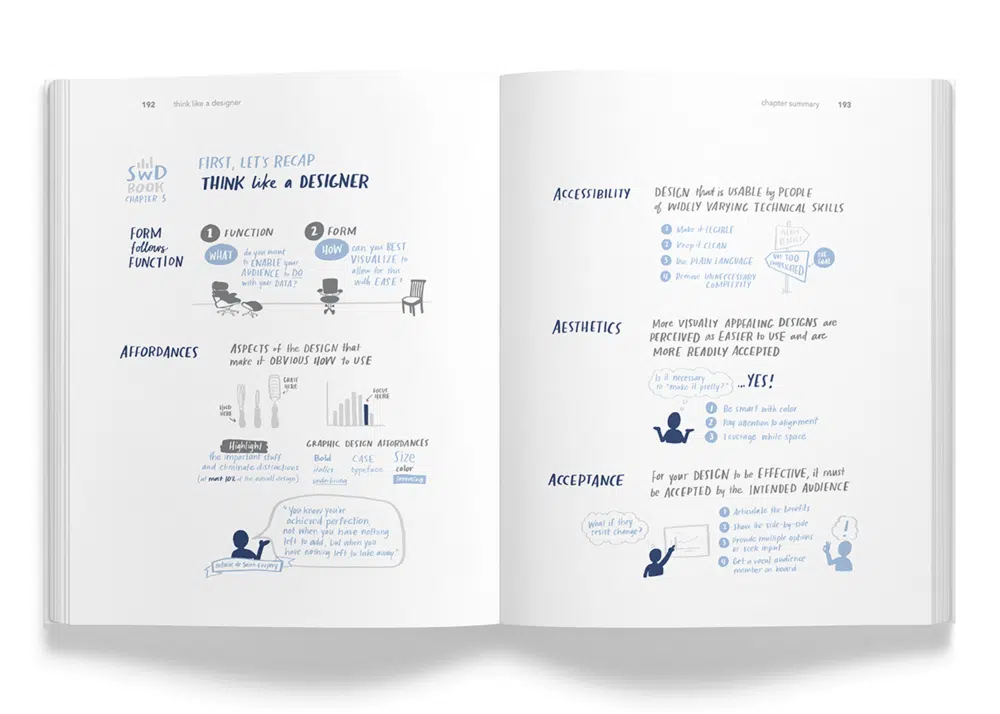 192 think like a designer
SWD
BOOK
CHAPTER 5
FIRST, LET'S RECAP
THINK like a DESIGNER
FORM
follows
FUNCTION
1 FUNCTION
WHAT do you want
to ENABLE your
AUDIENCE to DO
with your DATA?
2 FORM
HOW can you BEST
VISUALIZE to
allow for this
with EASE?
AFFORDANCES
ASPECTS of the DESIGN that
make it OBVIOUS HOW to USE
HOLD
HERE
GRATE
HERE
FOCUS
HERE
Highlight
the important stuff
and eliminate distractions
(at most 10% of the overall design)
GRAPHIC DESIGN AFFORDANCES
Bold CASE Size
italics typeface color
underlining inversing
"You know you've
achieved perfection,
not when you have nothing
left to add, but when you
have nothing left to take away."
Antoine de Saint-Exupery
chapter summary 193
ACCESSIBILITY
DESIGN that is USABLE by PEOPLE
of WIDELY VARYING TECHNICAL SKILLS
1 Make it LEGIBLE
2 Keep it CLEAN
3 Use PLAIN LANGUAGE
4 Remove UNNECESSARY
COMPLEXITY
NOT TOO
COMPLICATED
THE
GOAL
AESTHETICS
More VISUALLY APPEALING DESIGNS are
PERCEIVED as EASIER to USE and are
MORE READILY ACCEPTED
Is it necessary
to "make it pretty?" ...YES!
1 Be smart with color
2 Pay attention to alignment
3 Leverage white space
ACCEPTANCE
For your DESIGN to be EFFECTIVE, it must
be ACCEPTED by the INTENDED AUDIENCE
What if they
resist change?
1 Articulate the benefits
2 Show the side-by-side
3 Provide multiple options
or seek input
4 Get a vocal audience
member on board
!